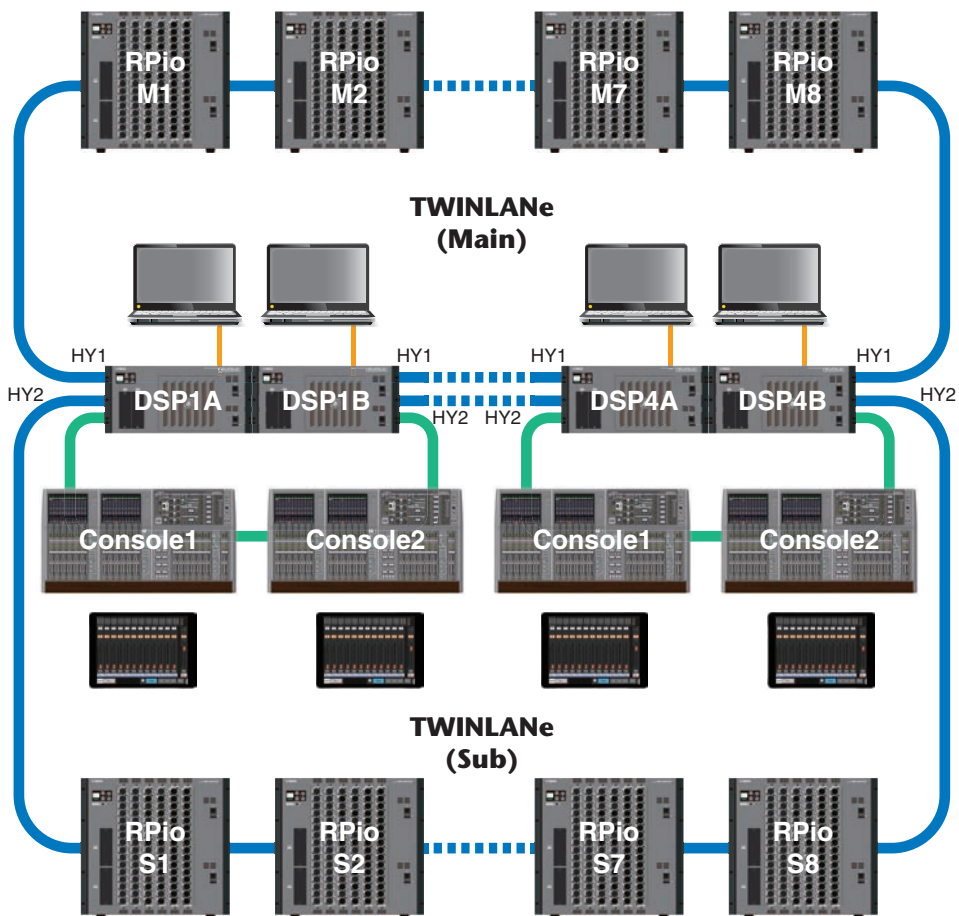 RPio
M1
RPio
M2
RPio
M7
RPio
M8
TWINLANe
(Main)
HY1
HY1
HY1
HY1
HY2
DSP1A
DSP1B
HY2
HY2
DSP4A
DSP4B
HY2
Console1
Console2
Console1
Console2
TWINLANe
(Sub)
RPio
S1
RPio
S2
RPio
S7
RPio
S8